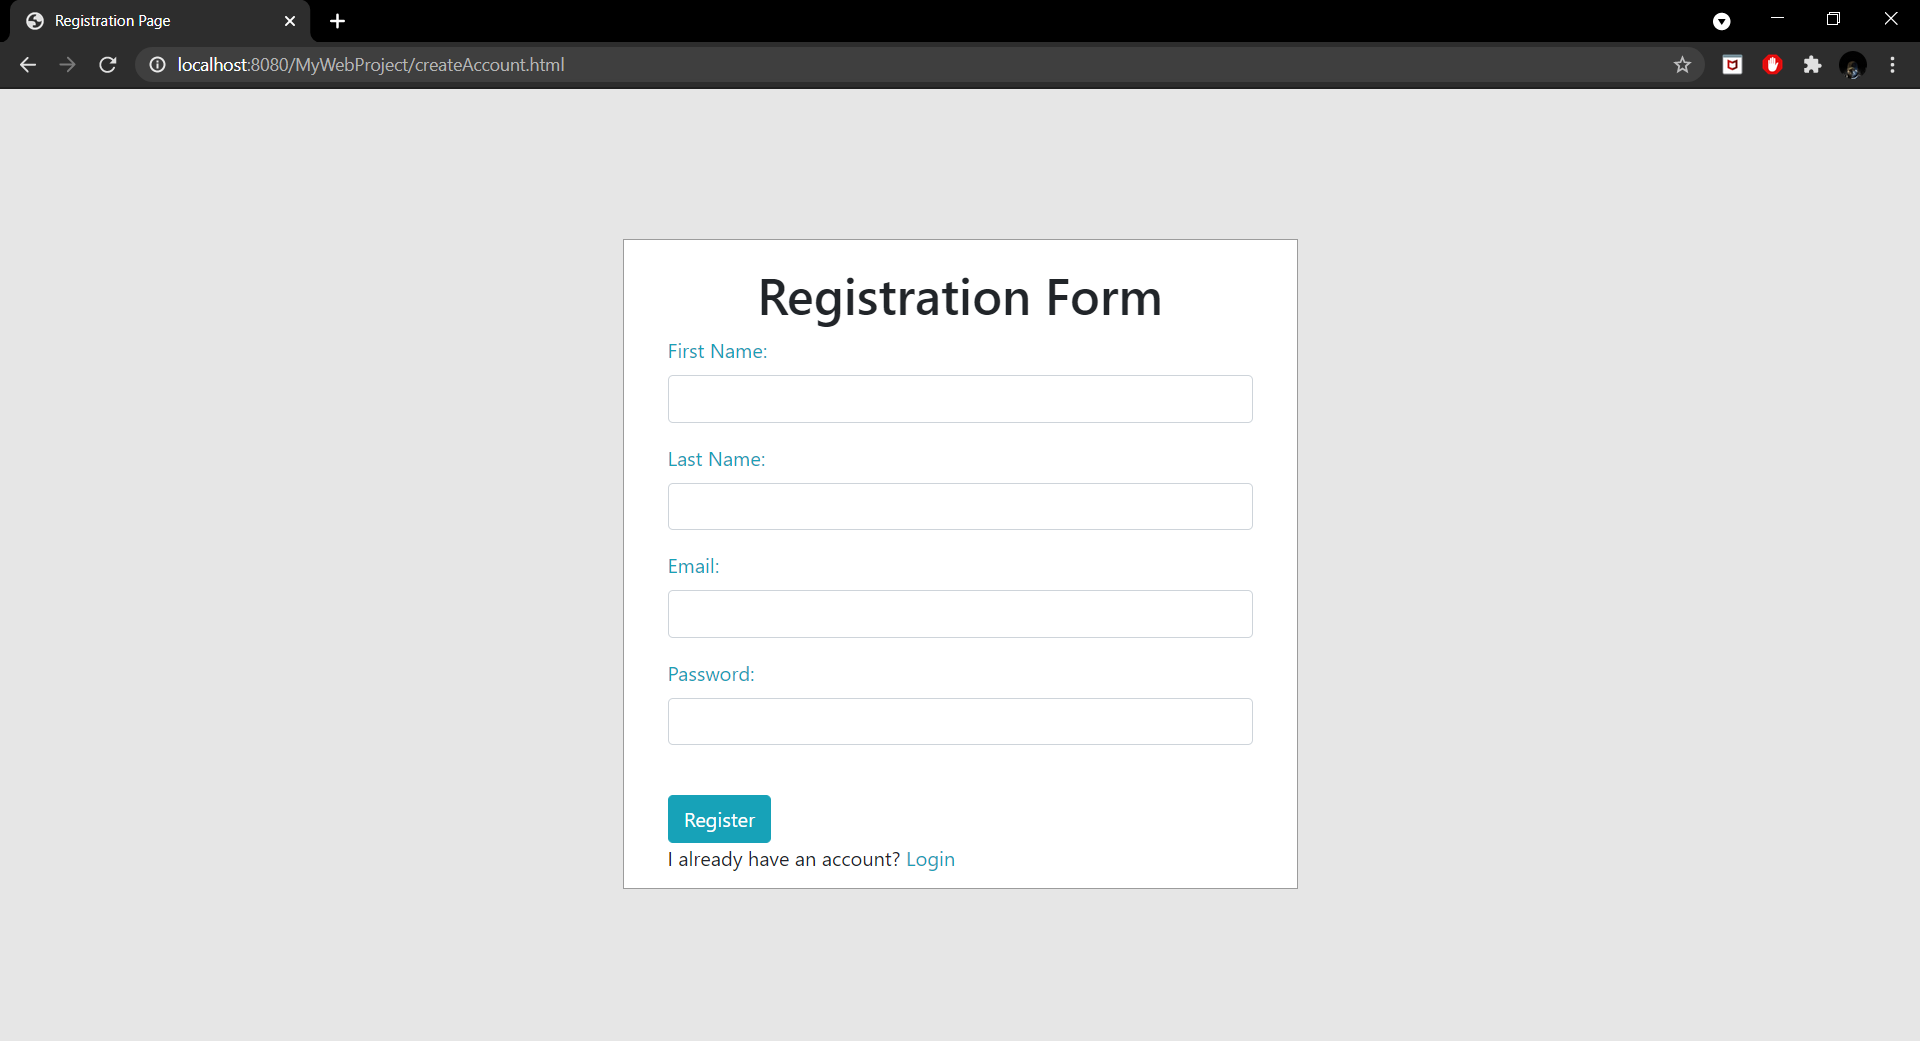 Registration Page
localhost:8080/MyWebProject/createAccount.html
Registration Form
First Name:
Last Name:
Email:
Password:
Register
I already have an account? Login